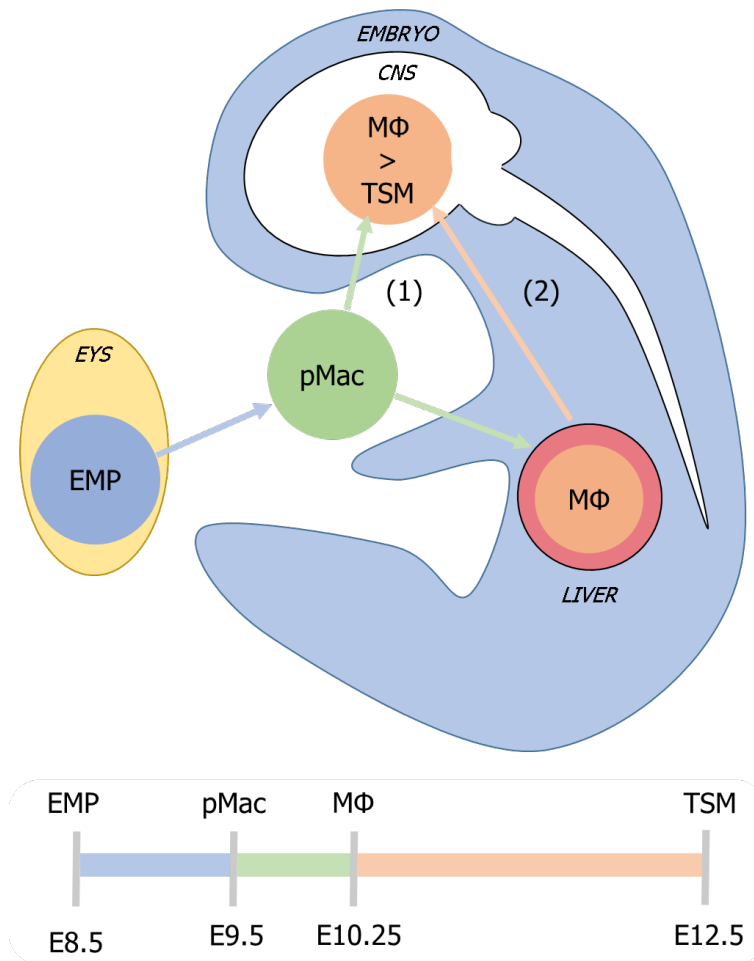 EMBRYO
CNS
MΦ
>
TSM
(1)
(2)
EYS
pMac
EMP
MΦ
LIVER
EMP
pMac
MΦ
TSM
E8.5
E9.5
E10.25
E12.5